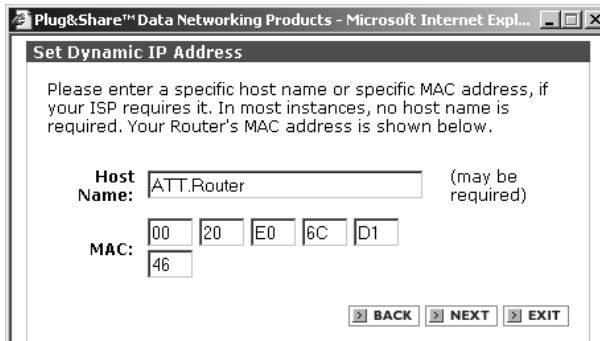 Plug&Share™ Data Networking Products - Microsoft Internet Expl...
Set Dynamic IP Address
Please enter a specific host name or specific MAC address, if
your ISP requires it. In most instances, no host name is
required. Your Router's MAC address is shown below.
Host Name: ATT.Router (may be required)
MAC: 00 20 E0 6C D1
46
BACK NEXT EXIT